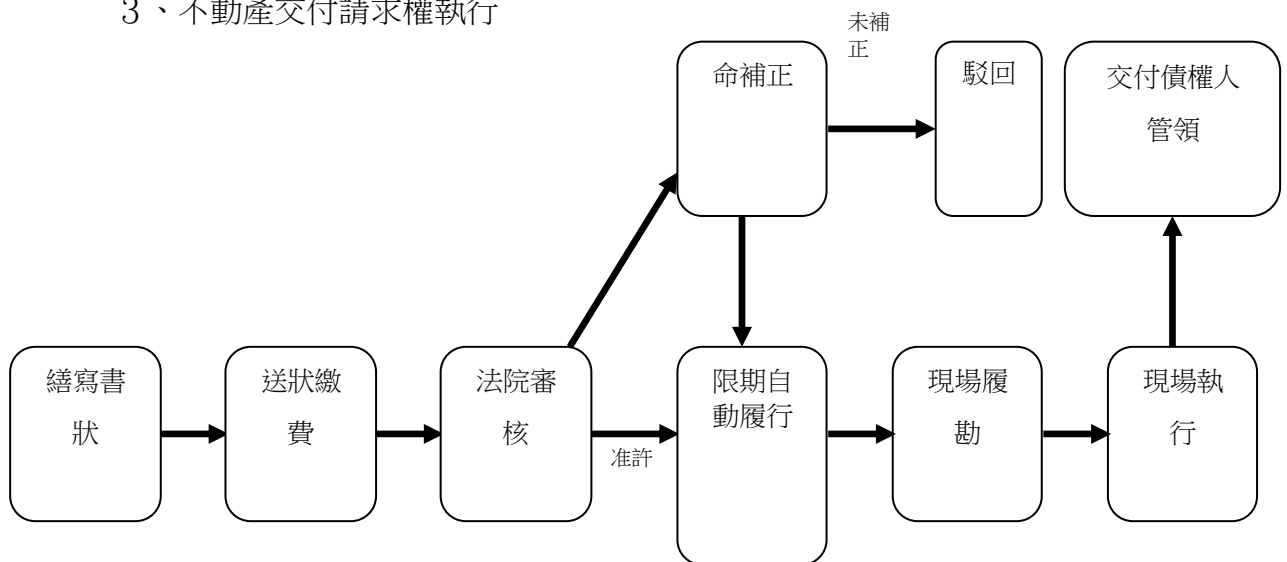 ３、不動產交付請求權執行
未補
正
命補正
駁回
交付債權人
管領
繕寫書
狀
送狀繳
費
法院審
核
准許
限期自
動履行
現場履
勘
現場執
行